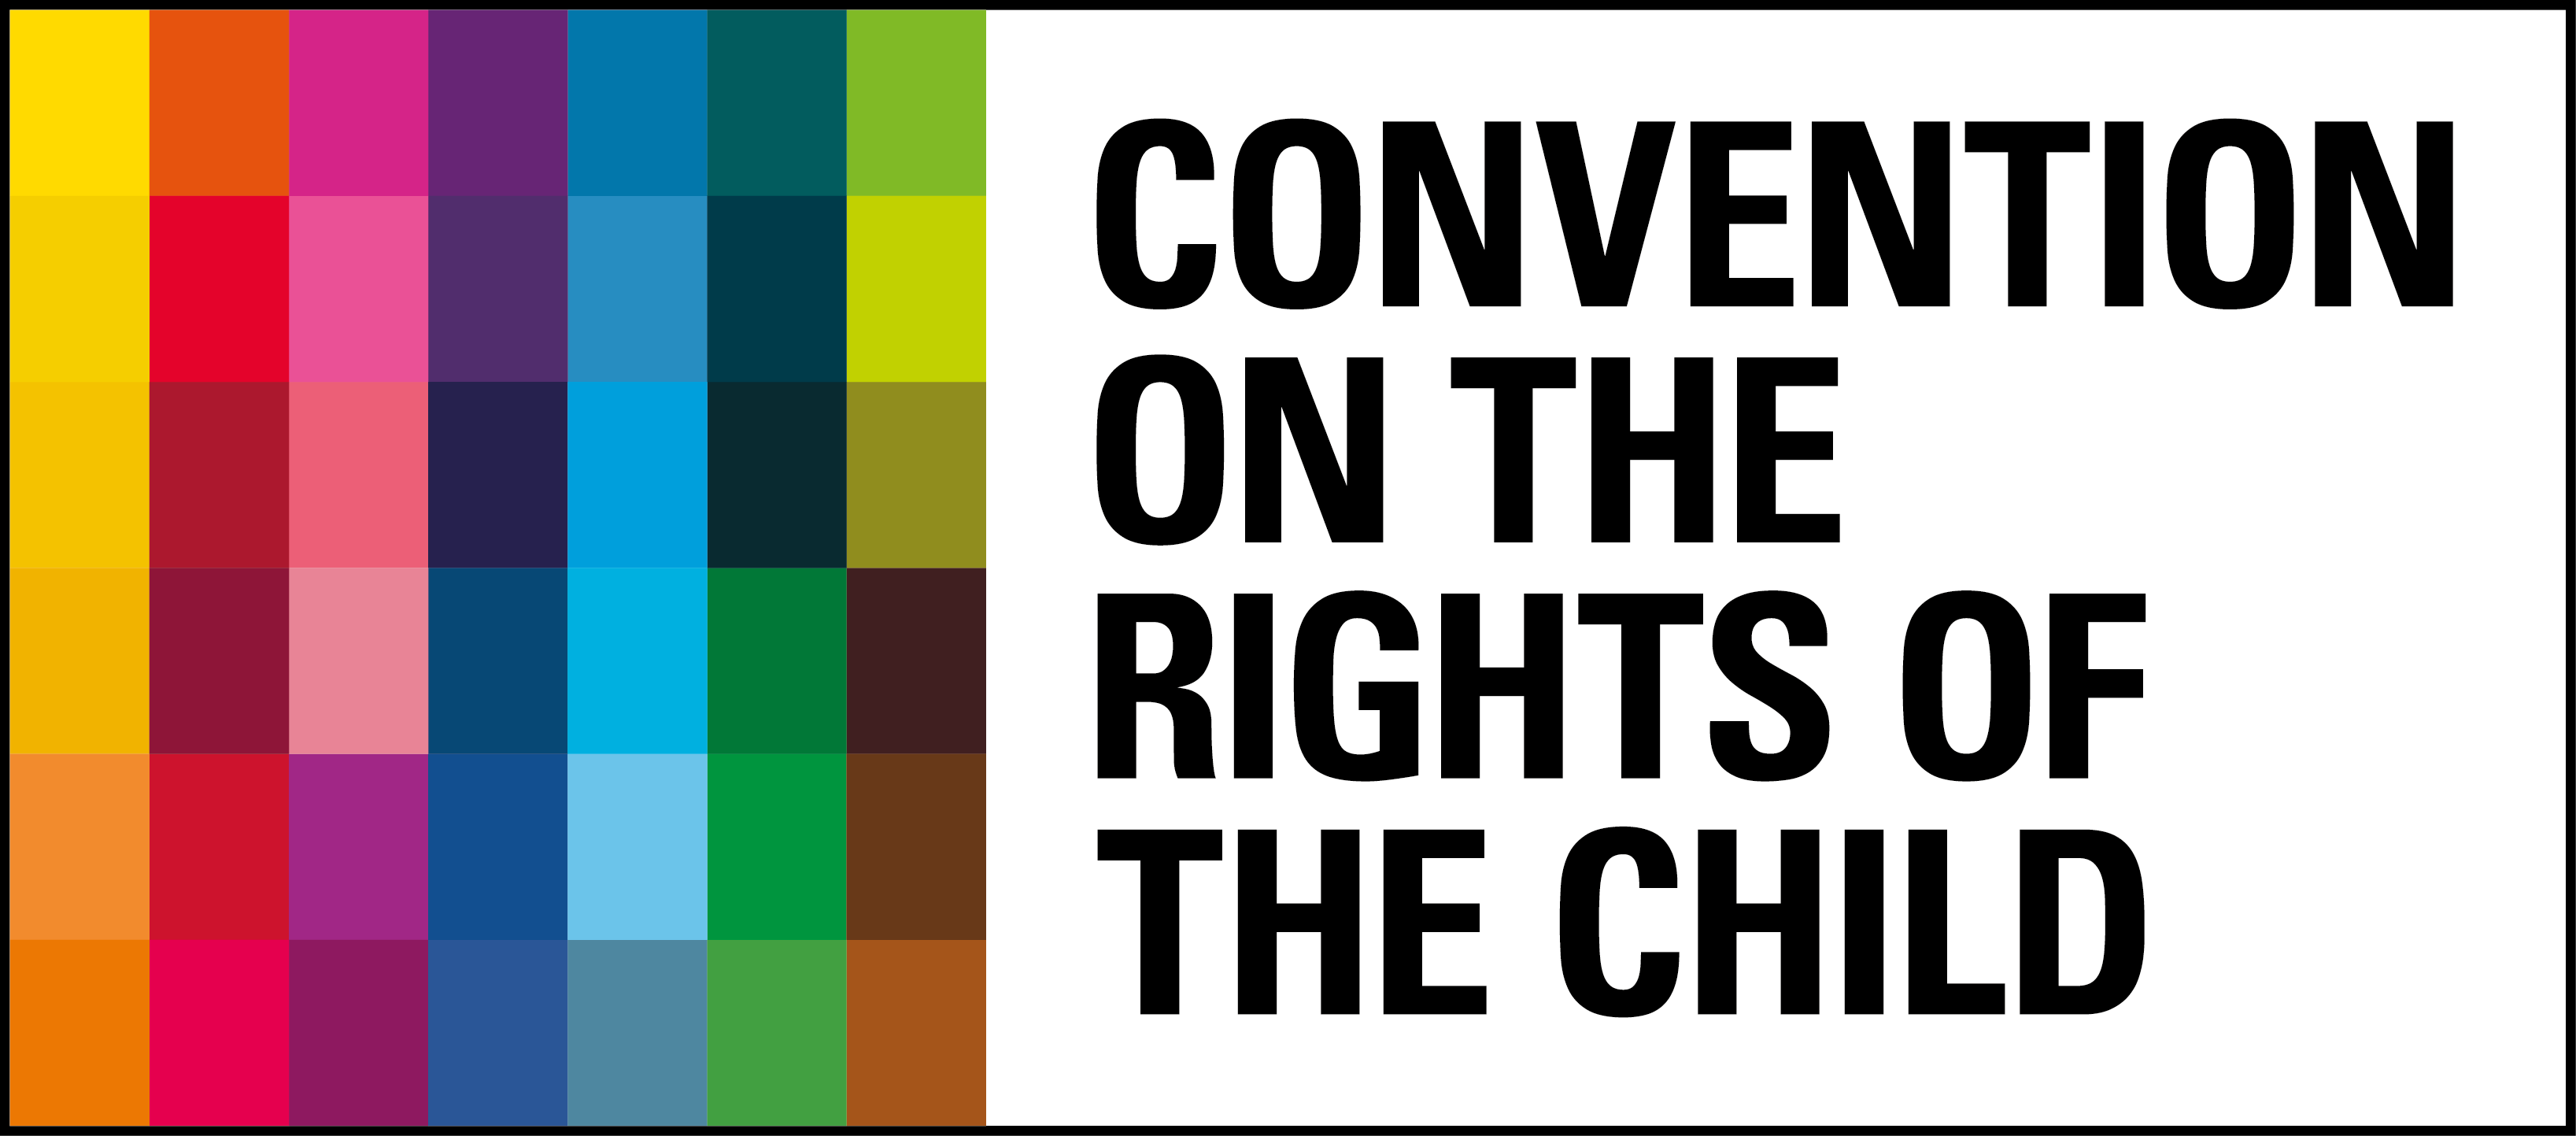 CONVENTION
ON THE
RIGHTS OF
THE CHILD